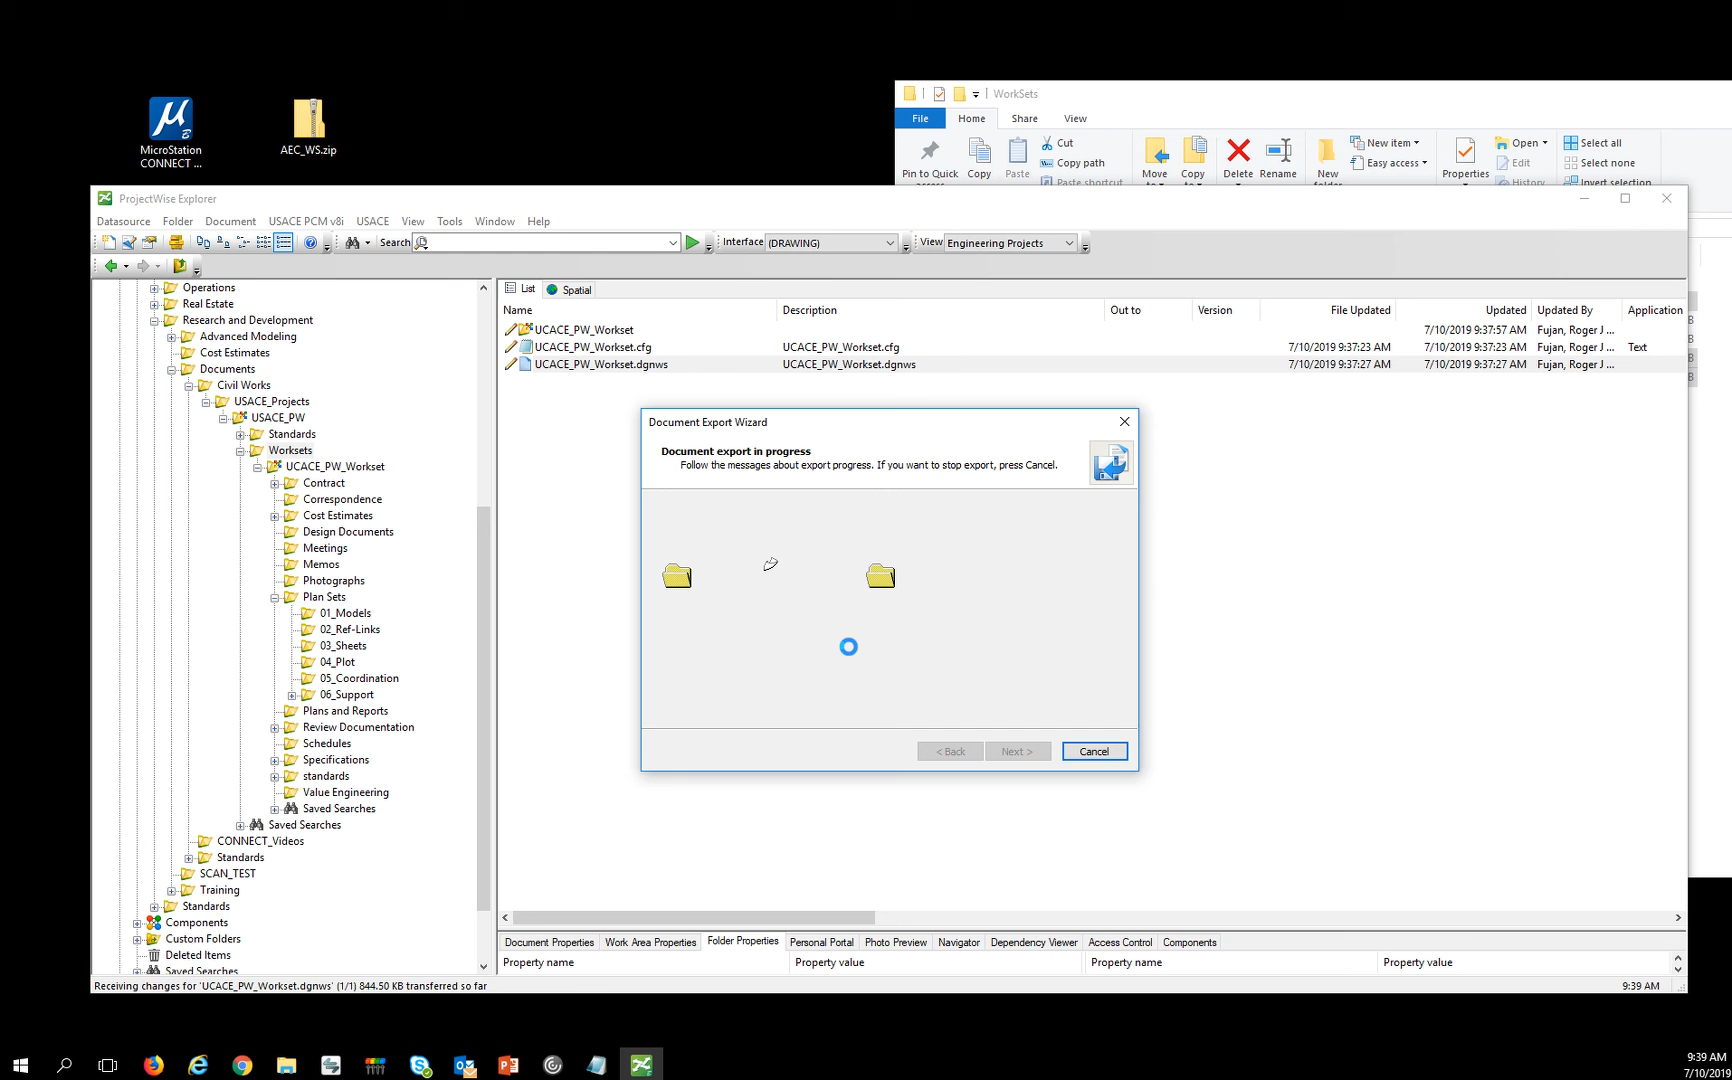 MicroStation
CONNECT ...
AEC_WS.zip
WorkSets
File
Home
Share
View
Pin to Quick
Copy
Paste
Cut
Copy path
Paste shortcut
Move
Copy
Delete
Rename
New
New item
Easy access
Properties
Open
Edit
History
Select all
Select none
Invert selection
ProjectWise Explorer
Datasource Folder Document USACE PCM v8i USACE View Tools Window Help
Search
Interface (DRAWING)
View Engineering Projects
Operations
Real Estate
Research and Development
Advanced Modeling
Cost Estimates
Documents
Civil Works
USACE_Projects
USACE_PW
Standards
Worksets
UCACE_PW_Workset
Contract
Correspondence
Cost Estimates
Design Documents
Meetings
Memos
Photographs
Plan Sets
01_Models
02_Ref-Links
03_Sheets
04_Plot
05_Coordination
06_Support
Plans and Reports
Review Documentation
Schedules
Specifications
standards
Value Engineering
Saved Searches
Saved Searches
CONNECT_Videos
Standards
SCAN_TEST
Training
Standards
Components
Custom Folders
Deleted Items
Saved Searches
List Spatial
Name Description Out to Version File Updated Updated Updated By Application
UCACE_PW_Workset 7/10/2019 9:37:57 AM Fujan, Roger J ...
UCACE_PW_Workset.cfg UCACE_PW_Workset.cfg 7/10/2019 9:37:23 AM 7/10/2019 9:37:23 AM Fujan, Roger J ... Text
UCACE_PW_Workset.dgnws UCACE_PW_Workset.dgnws 7/10/2019 9:37:27 AM 7/10/2019 9:37:27 AM Fujan, Roger J ...
Document Export Wizard
Document export in progress
Follow the messages about export progress. If you want to stop export, press Cancel.
< Back Next > Cancel
Document Properties Work Area Properties Folder Properties Personal Portal Photo Preview Navigator Dependency Viewer Access Control Components
Property name Property value Property name Property value
Receiving changes for 'UCACE_PW_Workset.dgnws' (1/1) 844.50 KB transferred so far
9:39 AM
9:39 AM
7/10/2019